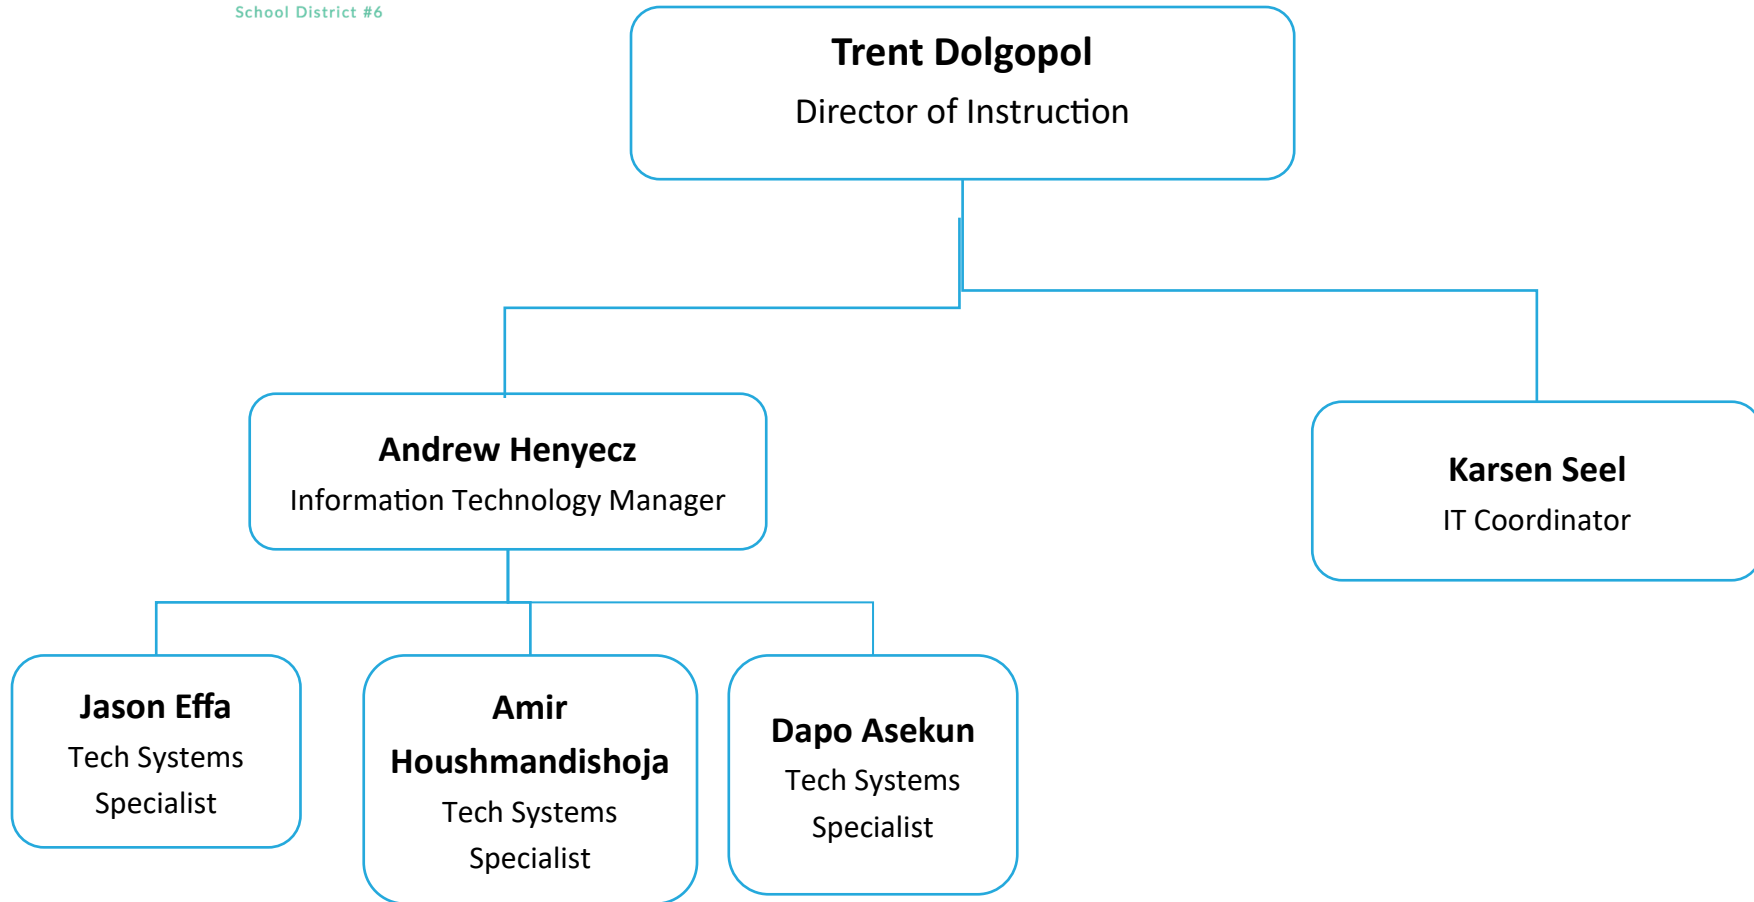 School District #6
Trent Dolgopol
Director of Instruction
Andrew Henyecz
Information Technology Manager
Karsen Seel
IT Coordinator
Jason Effa
Tech Systems
Specialist
Amir
Houshmandishoja
Tech Systems
Specialist
Dapo Asekun
Tech Systems
Specialist